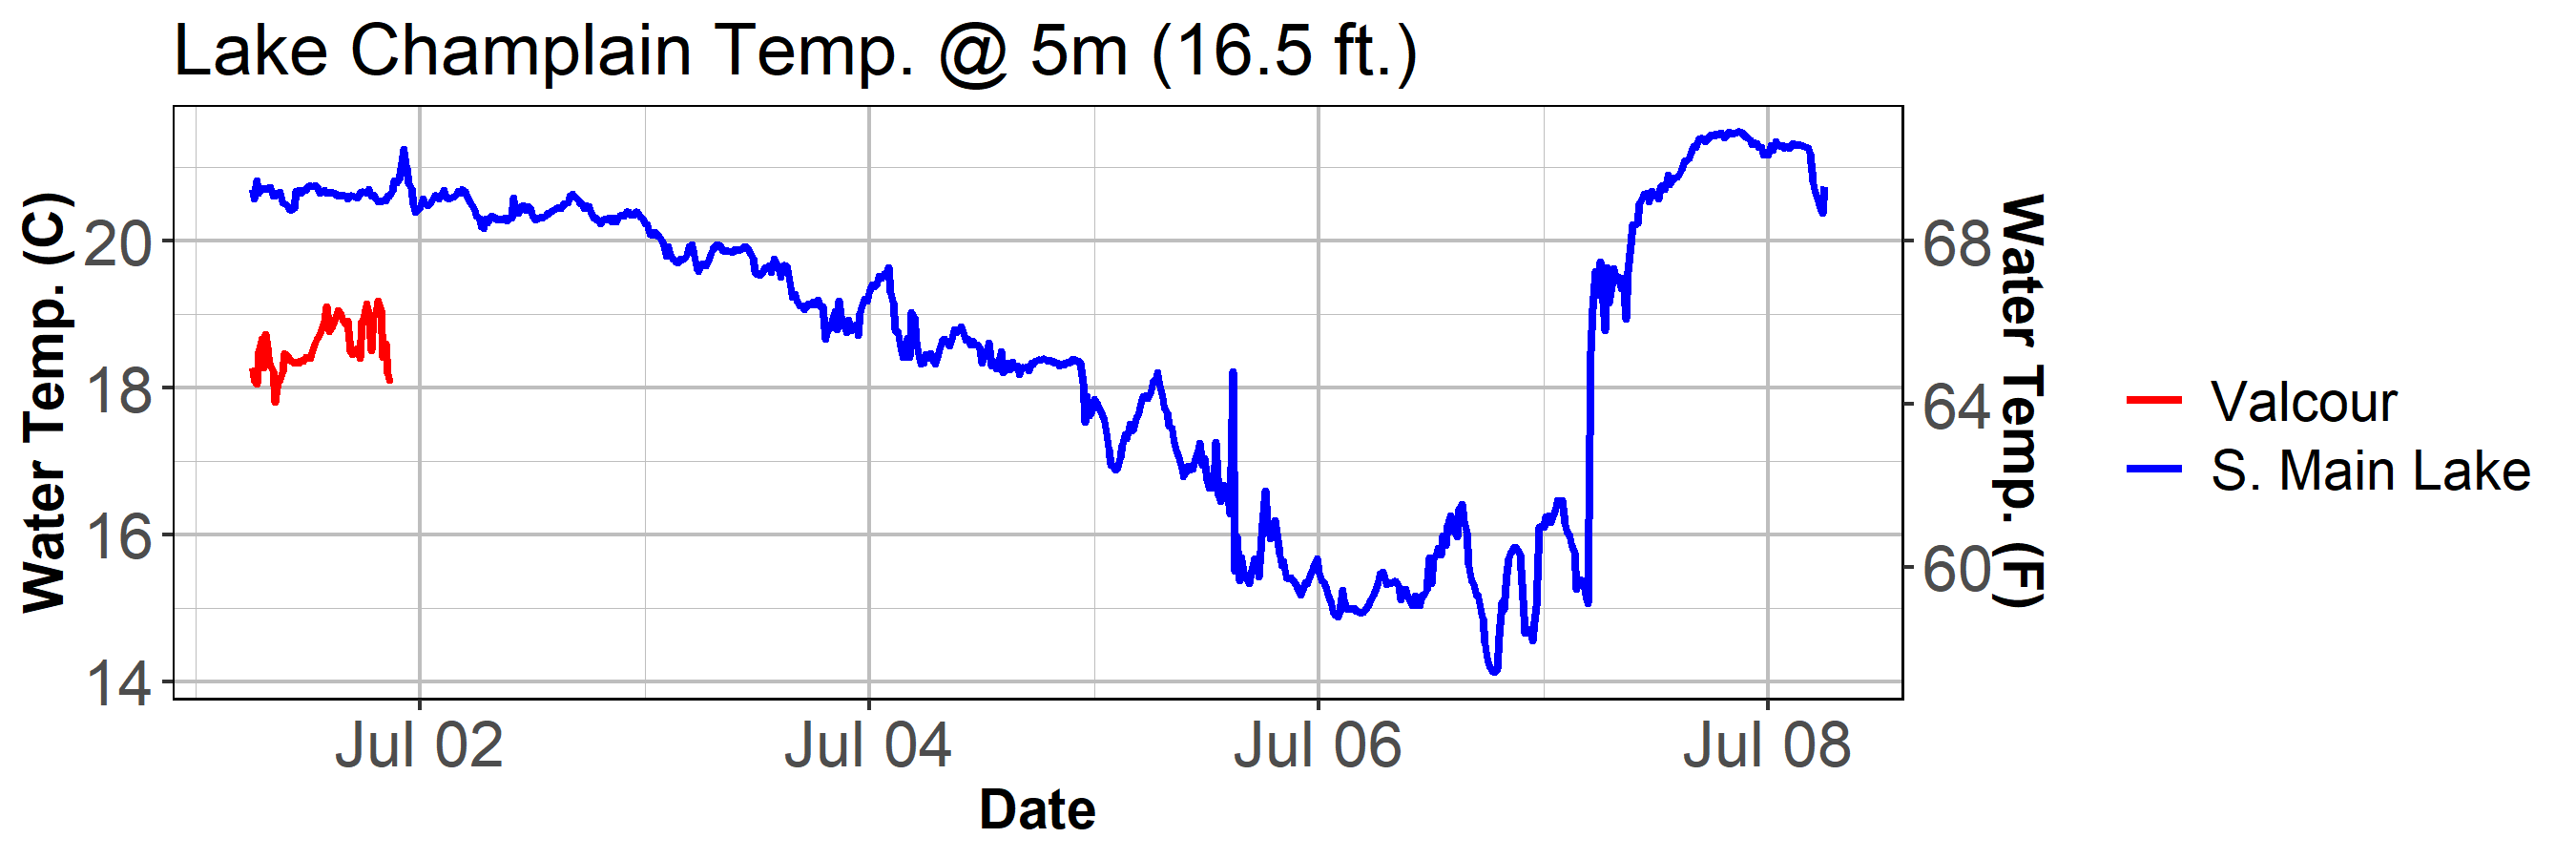 Lake Champlain Temp. @ 5m (16.5 ft.)
Water Temp. (C)
20
18
16
14
68
64
60
Water Temp. (F)
Jul 02
Jul 04
Jul 06
Jul 08
Date
Valcour
S. Main Lake